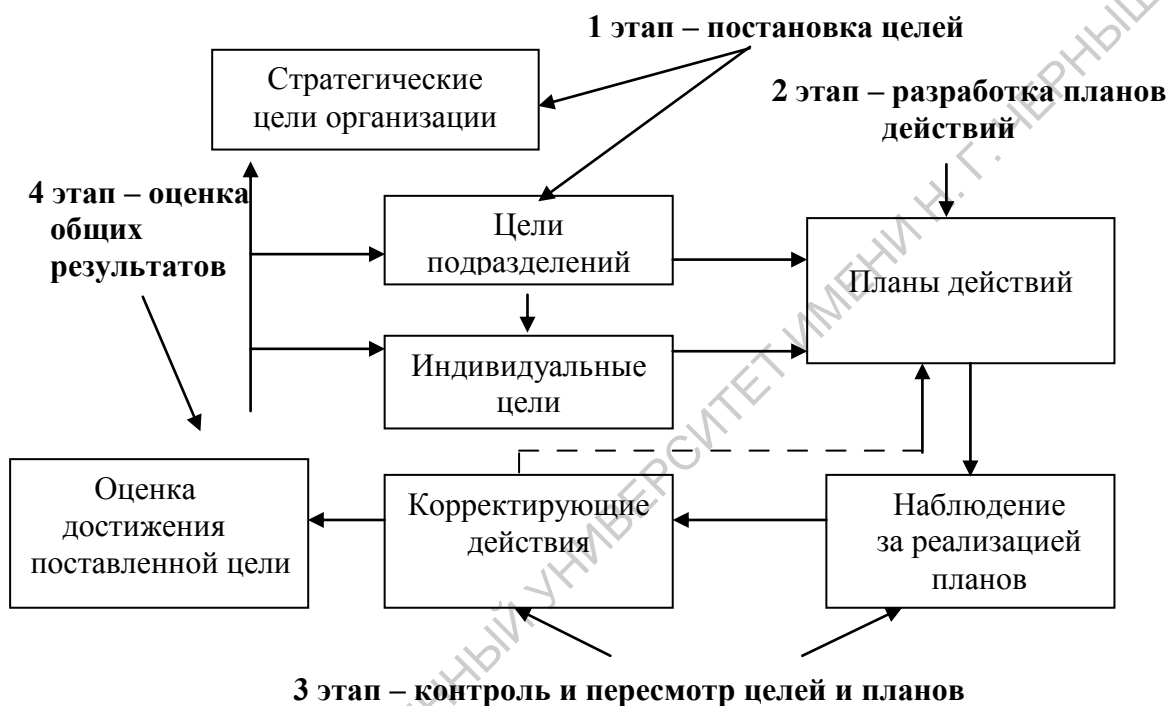 1 этап – постановка целей
Стратегические
цели организации
2 этап – разработка планов
действий
4 этап – оценка
общих
результатов
Цели
подразделений
Планы действий
Индивидуальные
цели
Оценка
достижения
поставленной цели
Корректирующие
действия
Наблюдение
за реализацией
планов
3 этап – контроль и пересмотр целей и планов
УНИВЕРСИТЕТ ИМЕНИ Н. Г.